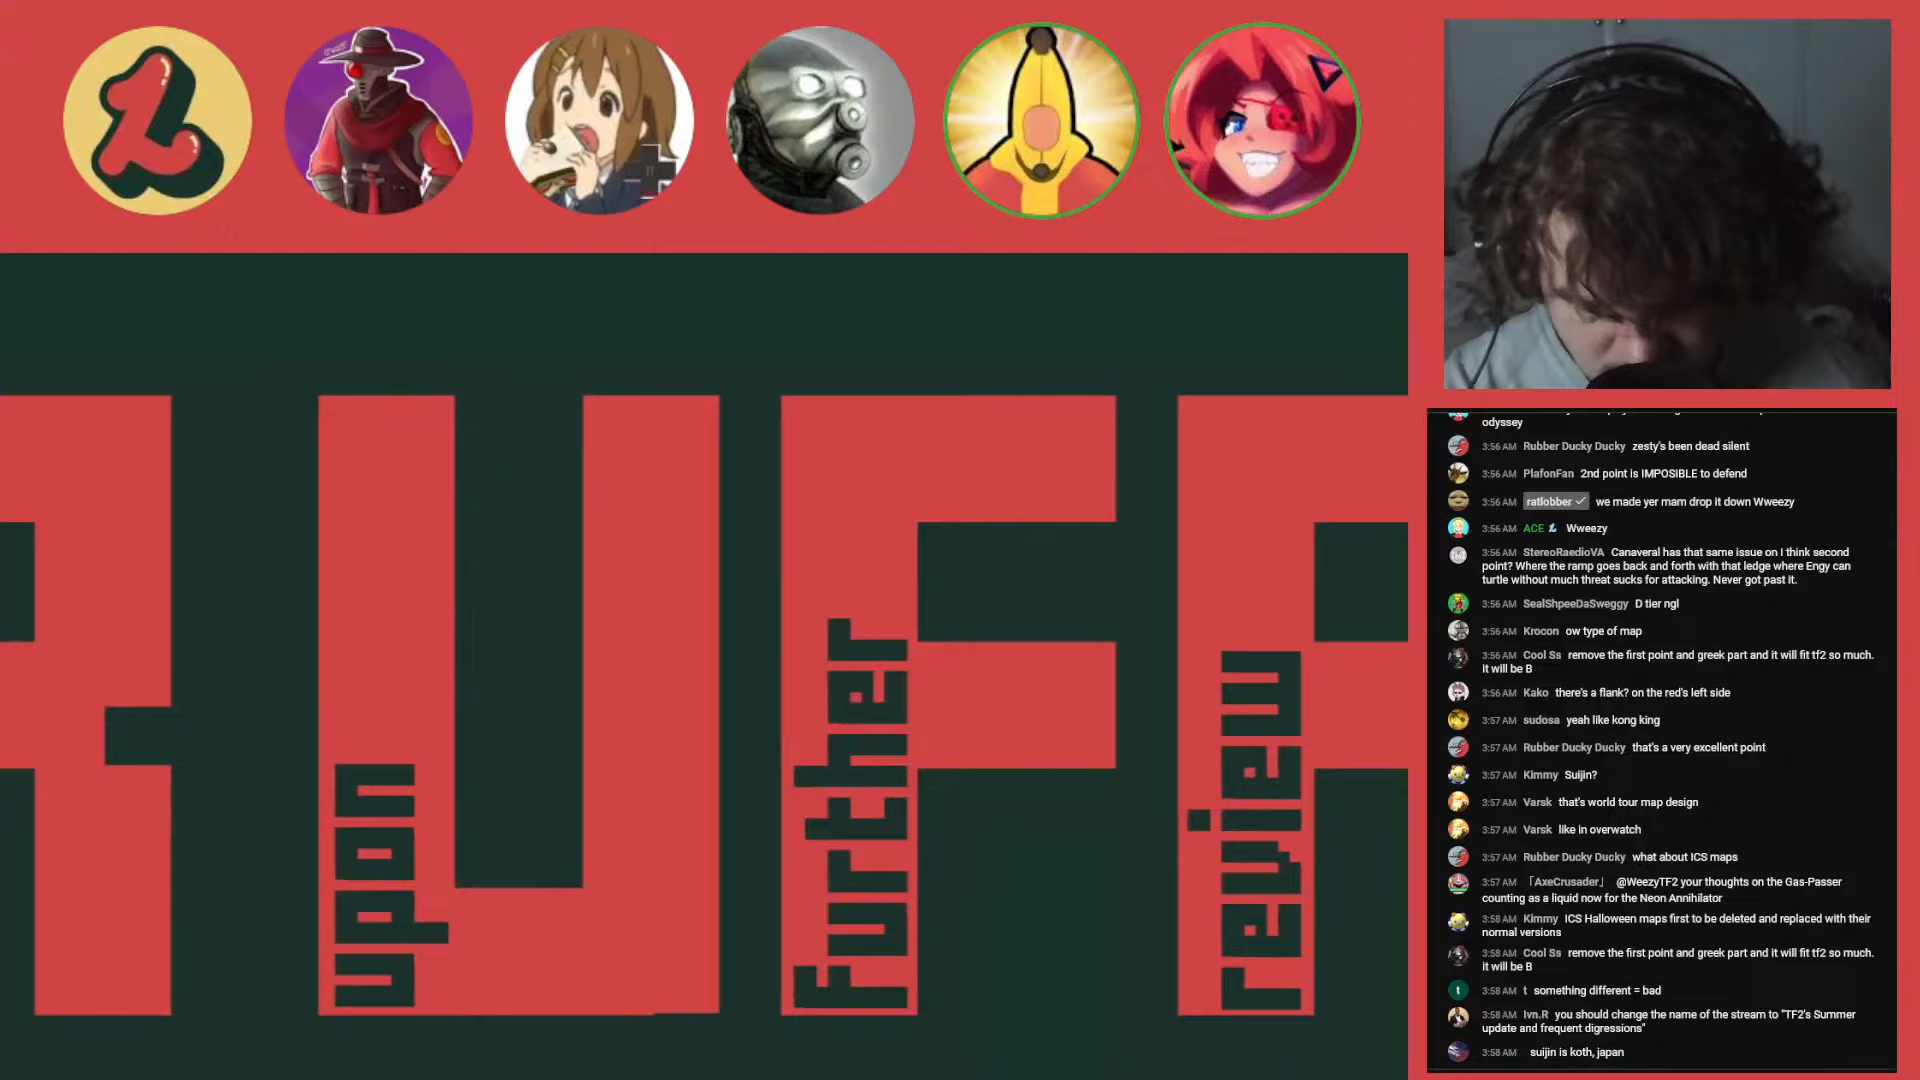 UFF
upon
further
review
odyssey
3:56 AM Rubber Ducky Ducky zesty's been dead silent
3:56 AM PlafonFan 2nd point is IMPOSIBLE to defend
3:56 AM ratlobber we made yer mam drop it down Wweezy
3:56 AM ACE Wweezy
3:56 AM StereoRaedioVA Canaveral has that same issue on I think second
point? Where the ramp goes back and forth with that ledge where Engy can
turtle without much threat sucks for attacking. Never got past it.
3:56 AM SealShpeeDaSweggy D tier ngl
3:56 AM Krocon ow type of map
3:56 AM Cool Ss remove the first point and greek part and it will fit tf2 so much.
it will be B
3:56 AM Kako there's a flank? on the red's left side
3:57 AM sudosa yeah like kong king
3:57 AM Rubber Ducky Ducky that's a very excellent point
3:57 AM Kimmy Suijin?
3:57 AM Varsk that's world tour map design
3:57 AM Varsk like in overwatch
3:57 AM Rubber Ducky Ducky what about ICS maps
3:57 AM 「AxeCrusader」 @WeezyTF2 your thoughts on the Gas-Passer
counting as a liquid now for the Neon Annihilator
3:58 AM Kimmy ICS Halloween maps first to be deleted and replaced with their
normal versions
3:58 AM Cool Ss remove the first point and greek part and it will fit tf2 so much.
it will be B
3:58 AM t something different = bad
3:58 AM Ivn.R you should change the name of the stream to "TF2's Summer
update and frequent digressions"
3:58 AM suijin is koth, japan